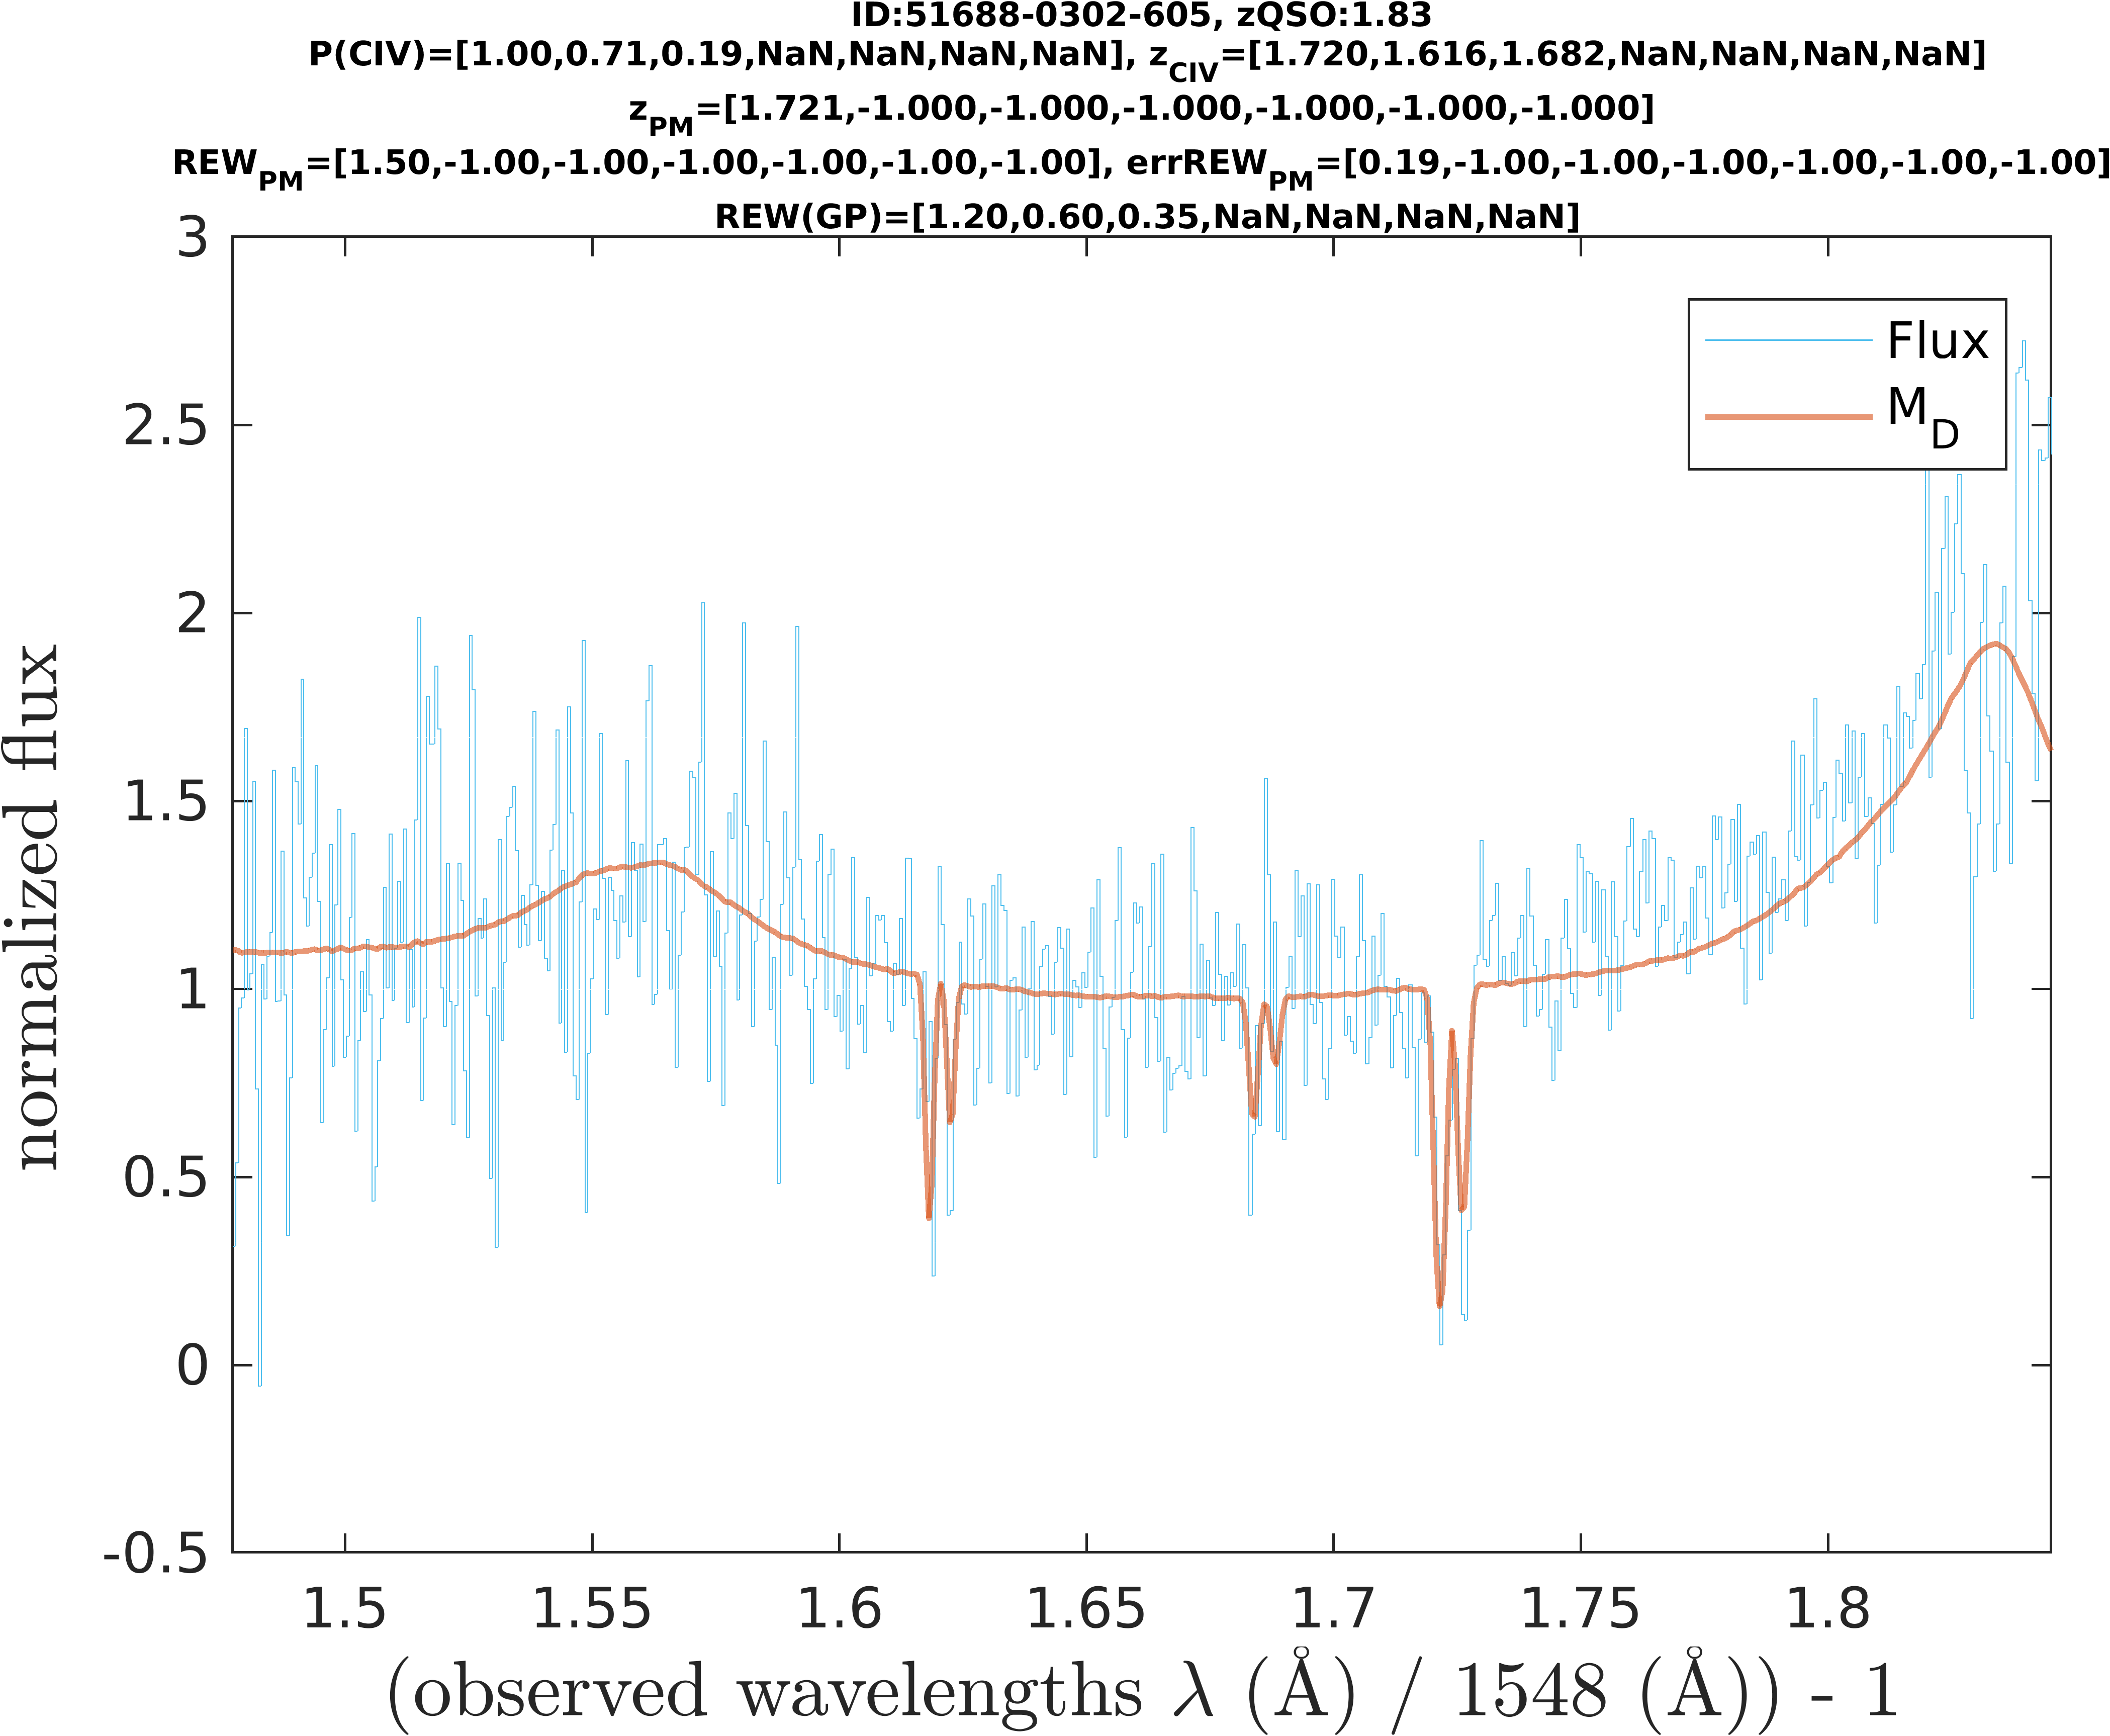 ID:51688-0302-605, zQSO:1.83
P(CIV)=[1.00,0.71,0.19,NaN,NaN,NaN,NaN], zCIV=[1.720,1.616,1.682,NaN,NaN,NaN,NaN]
zPM=[1.721,-1.000,-1.000,-1.000,-1.000,-1.000,-1.000]
REWPM=[1.50,-1.00,-1.00,-1.00,-1.00,-1.00,-1.00], errREWPM=[0.19,-1.00,-1.00,-1.00,-1.00,-1.00,-1.00]
REW(GP)=[1.20,0.60,0.35,NaN,NaN,NaN,NaN]
3
2.5
2
1.5
1
0.5
0
-0.5
normalized flux
Flux
MD
1.5 1.55 1.6 1.65 1.7 1.75 1.8
(observed wavelengths λ (Å) / 1548 (Å)) - 1